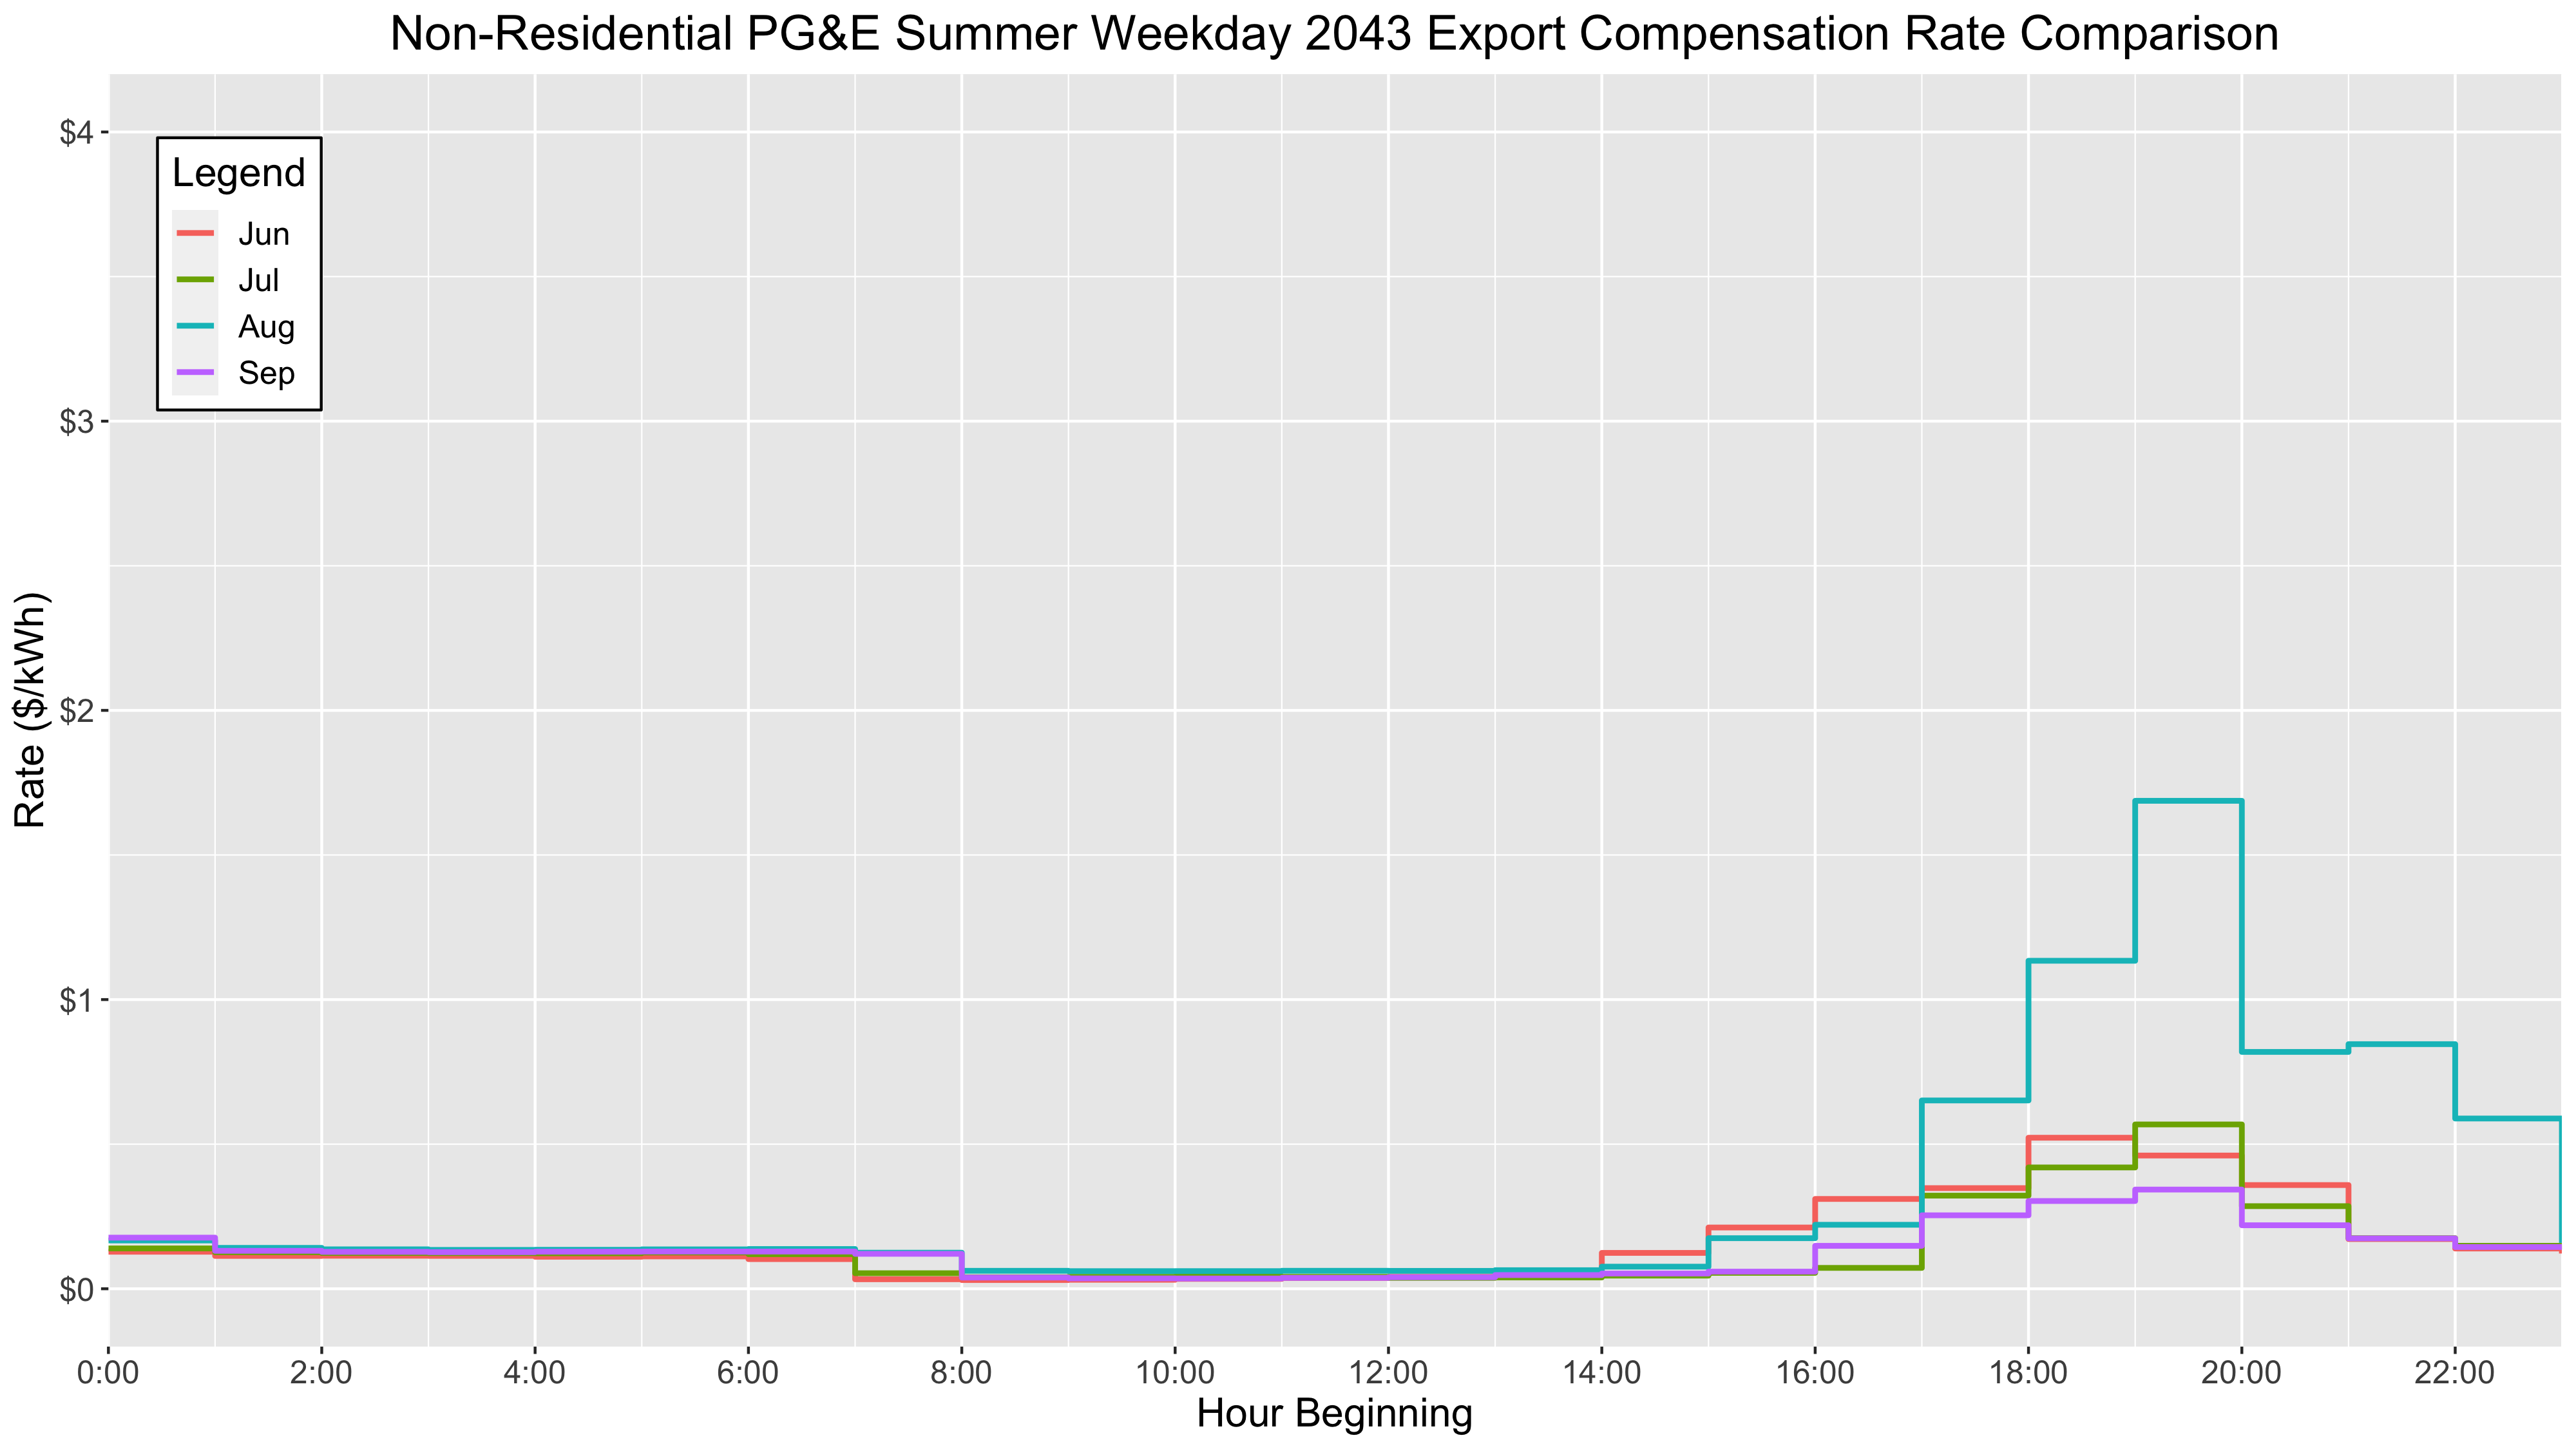 Non-Residential PG&E Summer Weekday 2043 Export Compensation Rate Comparison
$4
Legend
Jun
Jul
Aug
Sep
$3
Rate ($/kWh)
$2
$1
$0
0:00 2:00 4:00 6:00 8:00 10:00 12:00 14:00 16:00 18:00 20:00 22:00
Hour Beginning